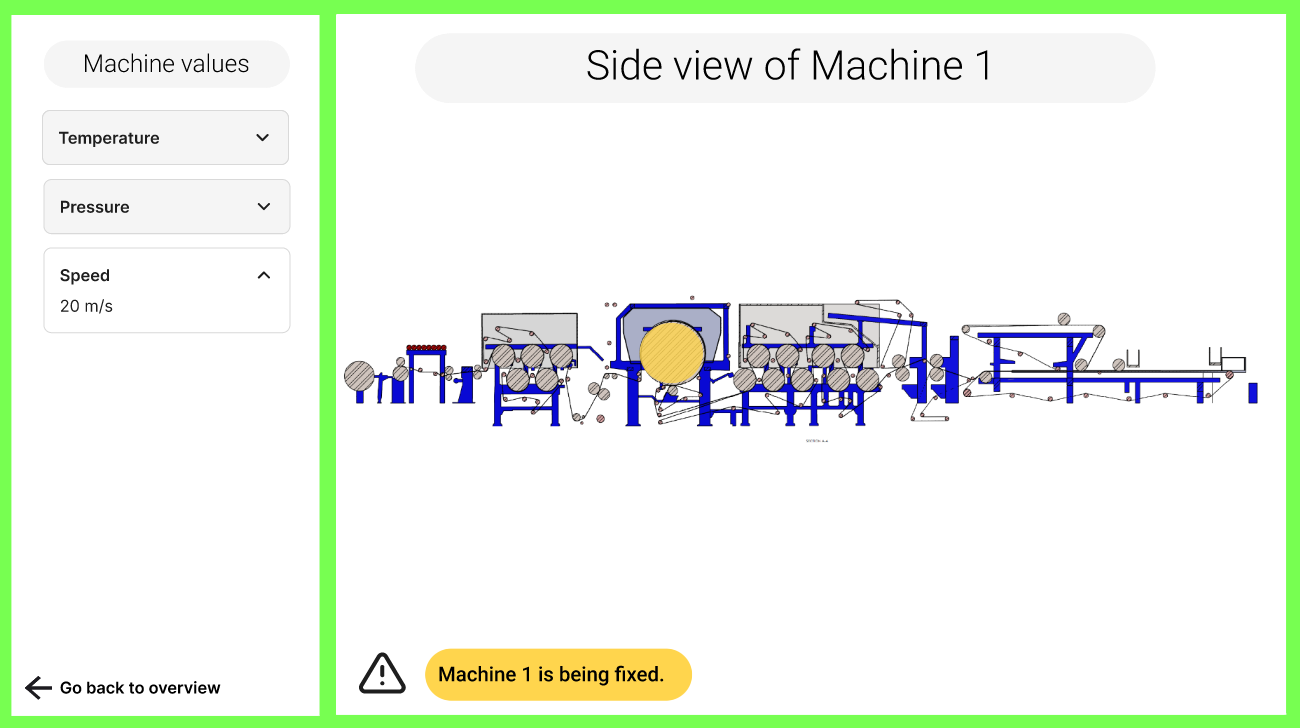 Machine values
Temperature
Pressure
Speed
20 m/s
Go back to overview
Side view of Machine 1
Machine 1 is being fixed.